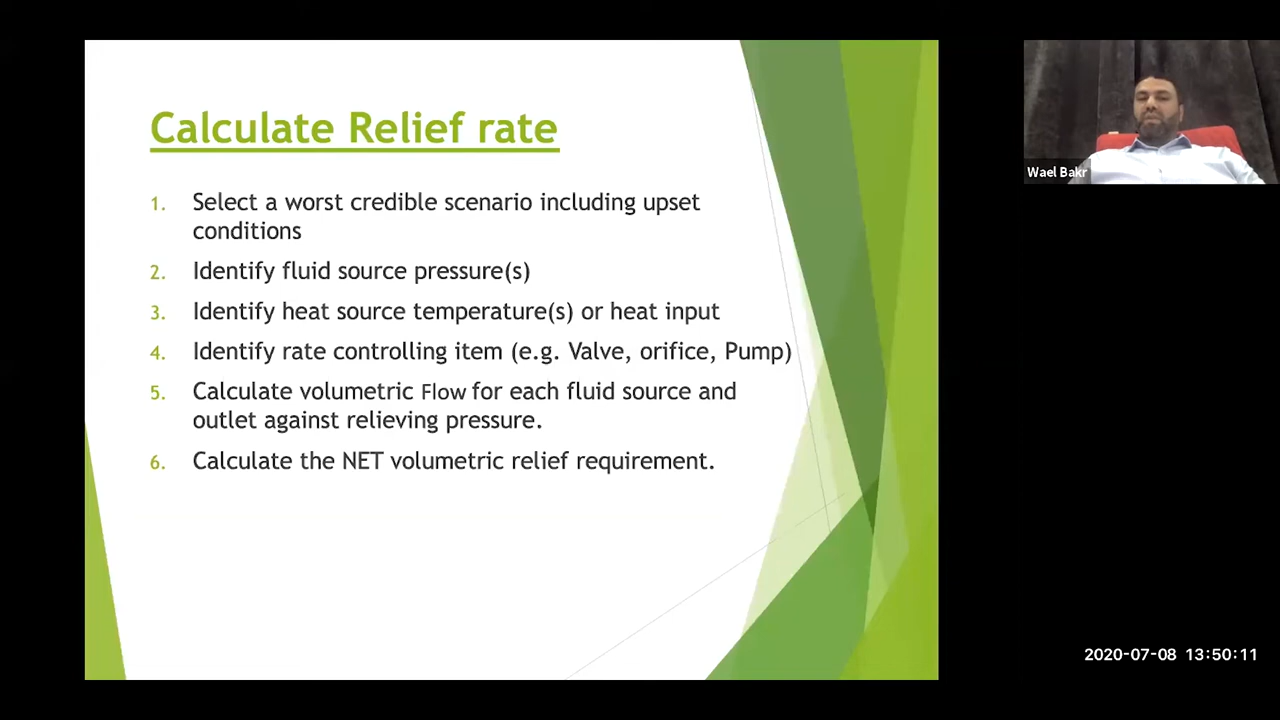 Calculate Relief rate
1. Select a worst credible scenario including upset
conditions
2. Identify fluid source pressure(s)
3. Identify heat source temperature(s) or heat input
4. Identify rate controlling item (e.g. Valve, orifice, Pump)
5. Calculate volumetric Flow for each fluid source and
outlet against relieving pressure.
6. Calculate the NET volumetric relief requirement.
Wael Bakr
2020-07-08 13:50:11